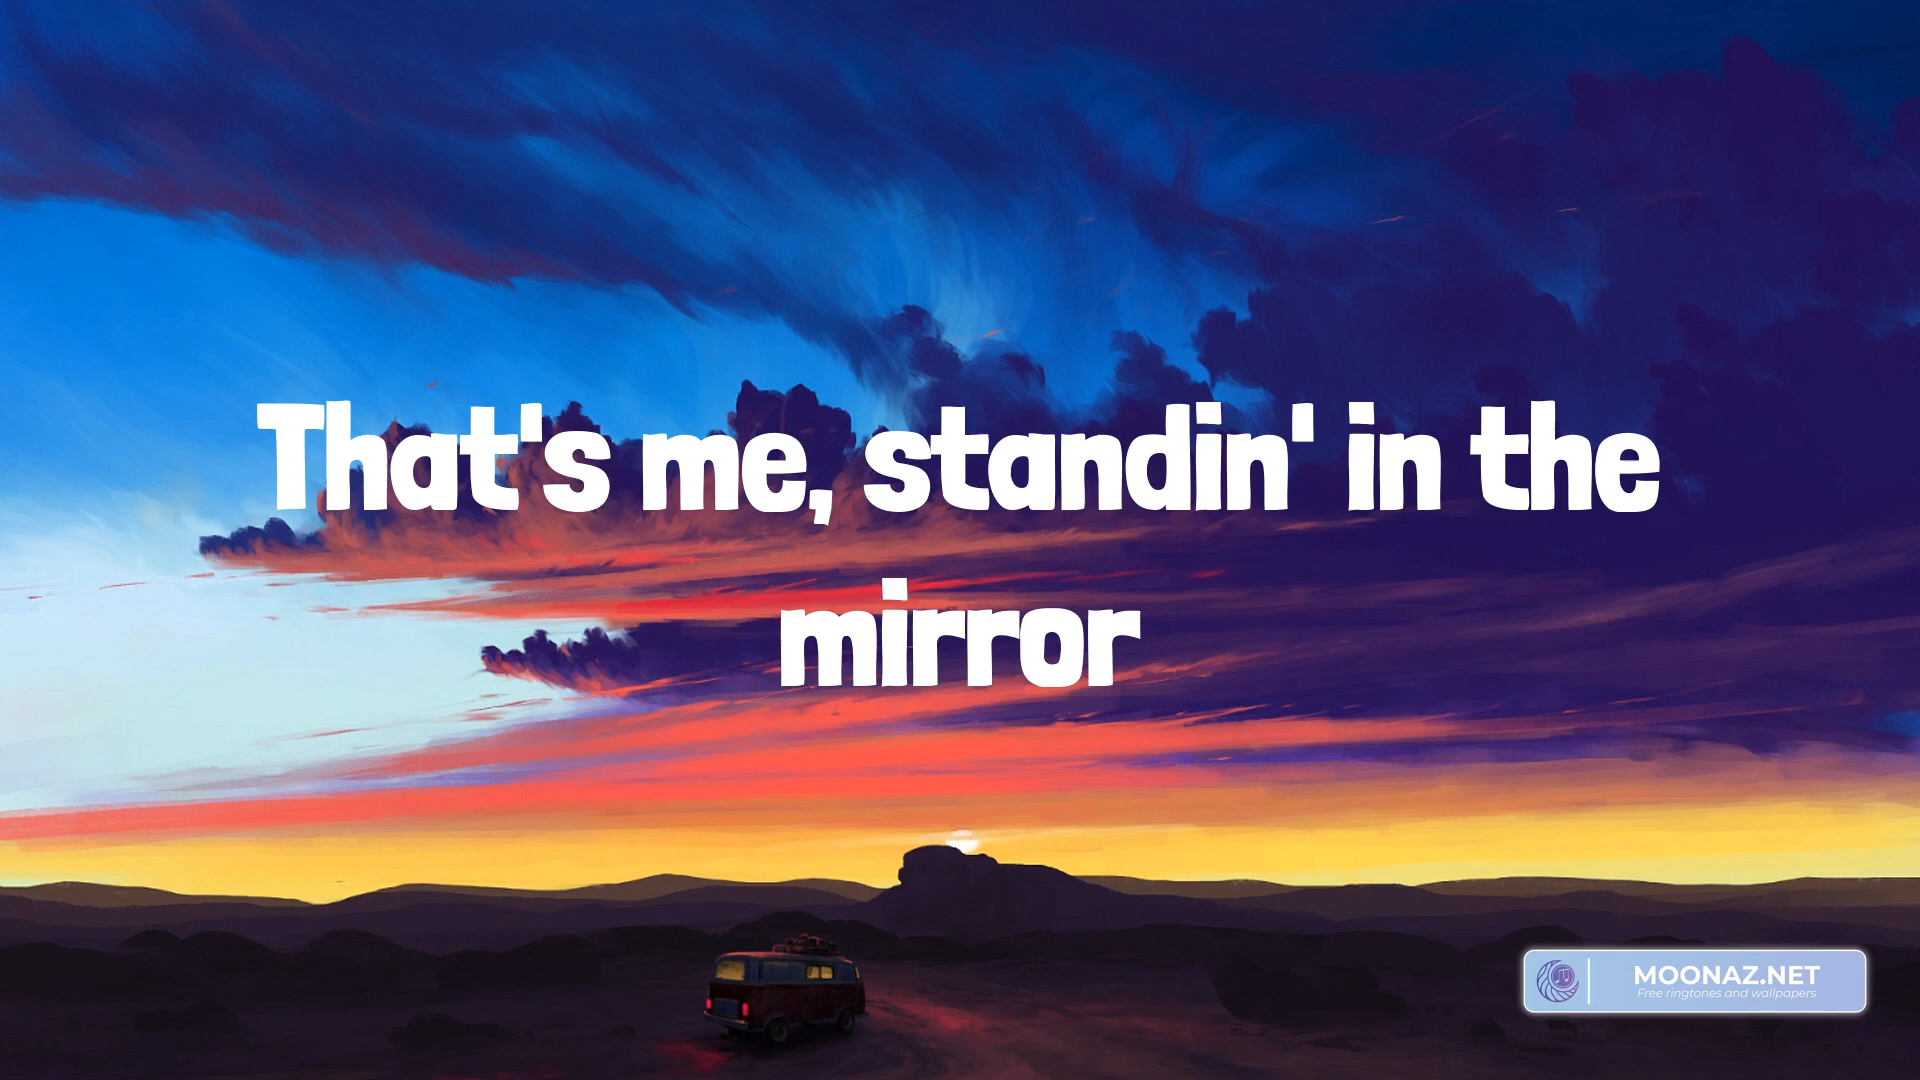 That's me, standin' in the
mirror
MOONAZ.NET
Free ringtones and wallpapers